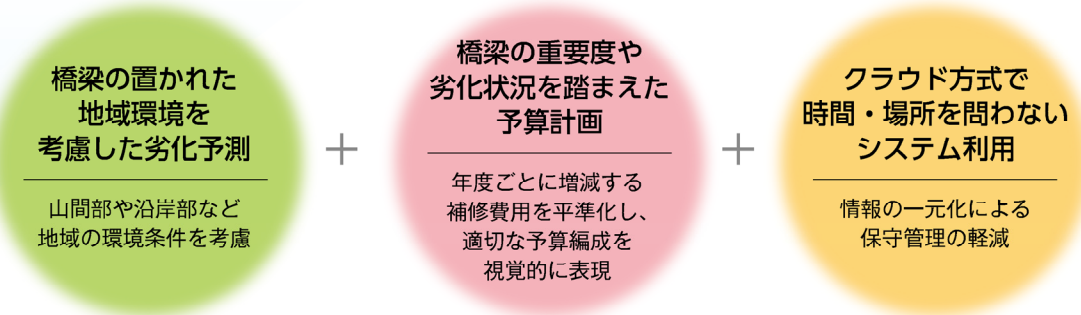 橋梁の置かれた
地域環境を
考慮した劣化予測
山間部や沿岸部など
地域の環境条件を考慮
＋
橋梁の重要度や
劣化状況を踏まえた
予算計画
年度ごとに増減する
補修費用を平準化し、
適切な予算編成を
視覚的に表現
＋
クラウド方式で
時間・場所を問わない
システム利用
情報の一元化による
保守管理の軽減